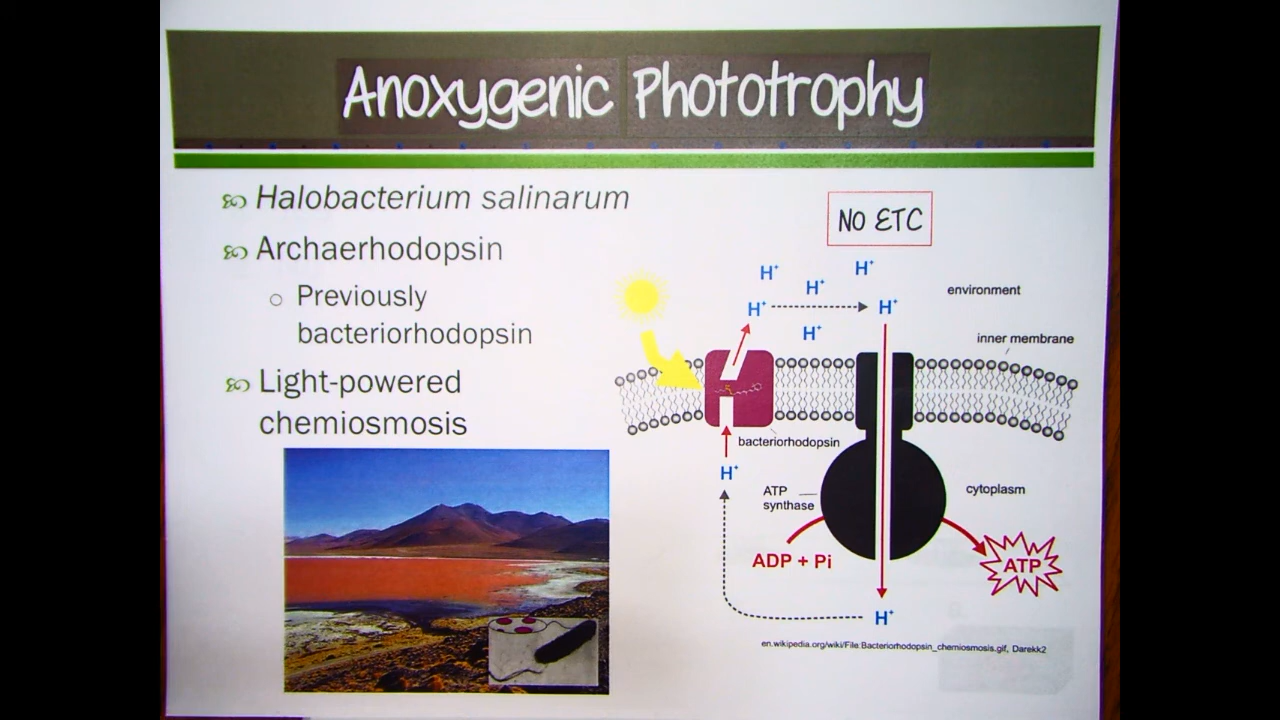 Anoxygenic Phototrophy
Halobacterium salinarum
Archaerhodopsin
Previously
bacteriorhodopsin
Light-powered
chemiosmosis
NO ETC
H+
H+
H+
H+
H+
H+
environment
inner membrane
bacteriorhodopsin
H+
ATP
synthase
cytoplasm
ADP + Pi
ATP
H+
en.wikipedia.org/wiki/File:Bacteriorhodopsin_chemiosmosis.gif, Darekk2